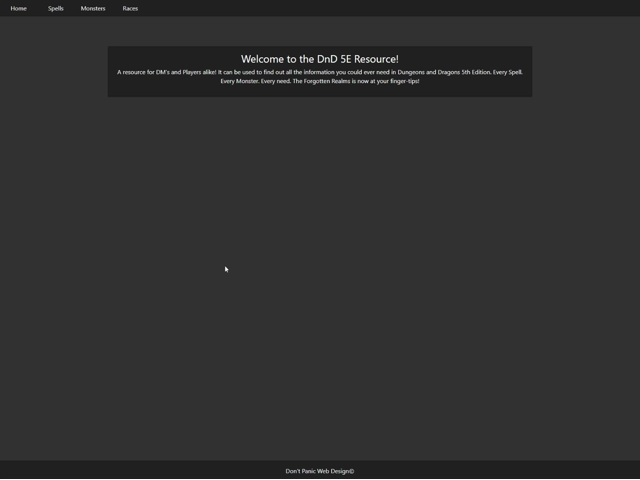 Home Spells Monsters Races
Welcome to the DnD 5E Resource!
A resource for DM's and Players alike! It can be used to find out all the information you could ever need in Dungeons and Dragons 5th Edition. Every Spell.
Every Monster. Every need. The Forgotten Realms is now at your finger-tips!
Don't Panic Web Design©